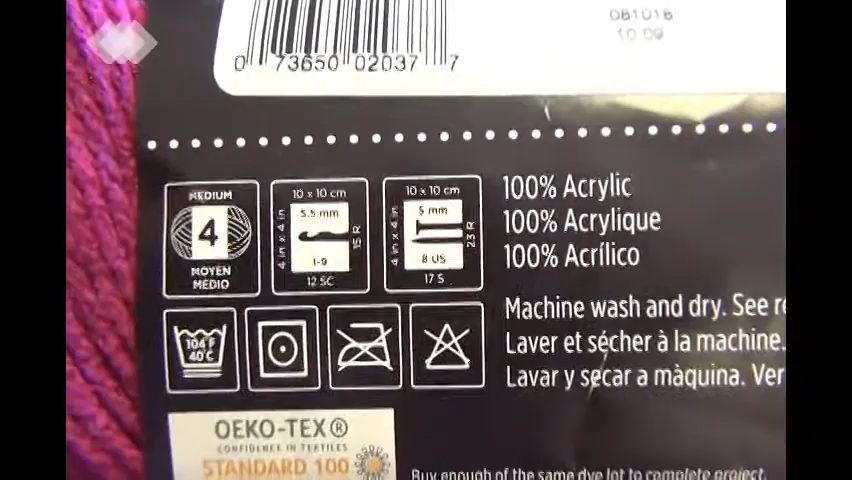 081018
10:09
0 73650 02037 7
MEDIUM
4
MOYEN
MEDIO
10 x 10 cm
4 in x 4 in
5.5 mm
I-9
15 R
12 SC
10 x 10 cm
4 in x 4 in
5 mm
8 US
23 R
17 S
100% Acrylic
100% Acrylique
100% Acrílico
104 F
40°C
Machine wash and dry. See
Laver et sécher à la machine.
Lavar y secar a màquina. Ver
OEKO-TEX®
CONFIDENCE IN TEXTILES
STANDARD 100
Buy enough of the same dye lot to complete project.